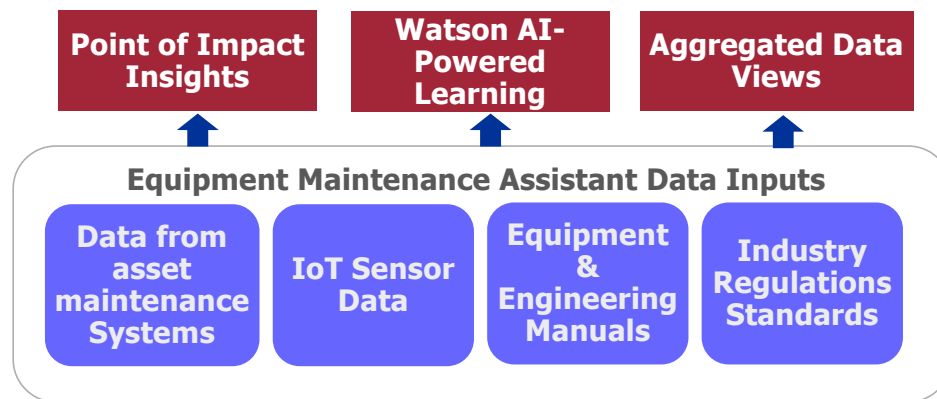 Point of Impact
Insights
Watson AI-
Powered
Learning
Aggregated Data
Views
Equipment Maintenance Assistant Data Inputs
Data from
asset
maintenance
Systems
IoT Sensor
Data
Equipment
&
Engineering
Manuals
Industry
Regulations
Standards